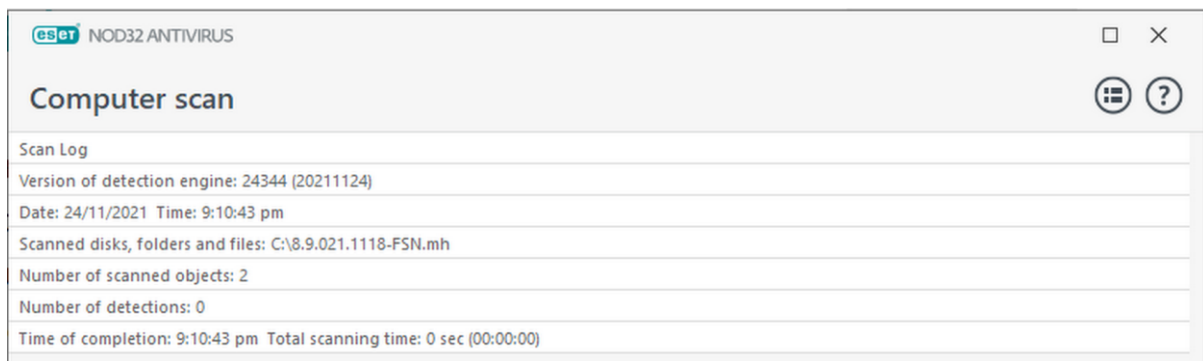 eset NOD32 ANTIVIRUS
Computer scan
Scan Log
Version of detection engine: 24344 (20211124)
Date: 24/11/2021 Time: 9:10:43 pm
Scanned disks, folders and files: C:\8.9.021.1118-FSN.mh
Number of scanned objects: 2
Number of detections: 0
Time of completion: 9:10:43 pm Total scanning time: 0 sec (00:00:00)